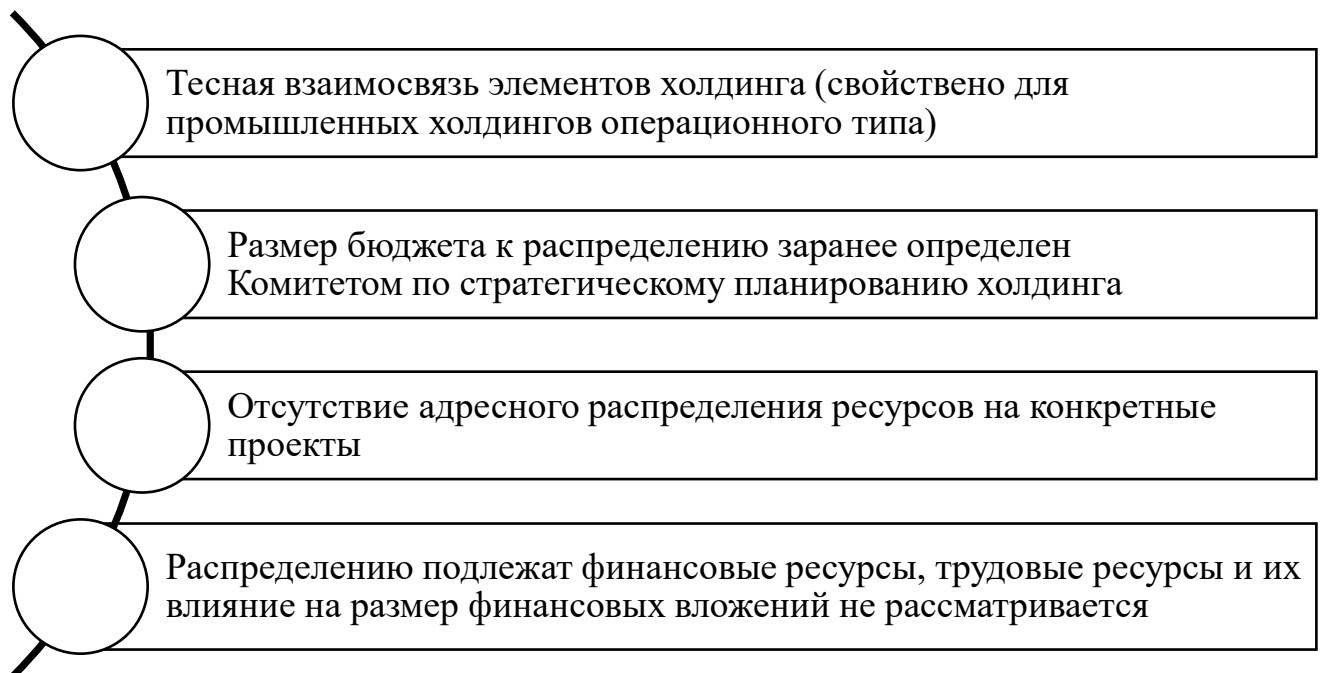 Тесная взаимосвязь элементов холдинга (свойствено для
промышленных холдингов операционного типа)
Размер бюджета к распределению заранее определен
Комитетом по стратегическому планированию холдинга
Отсутствие адресного распределения ресурсов на конкретные
проекты
Распределению подлежат финансовые ресурсы, трудовые ресурсы и их
влияние на размер финансовых вложений не рассматривается